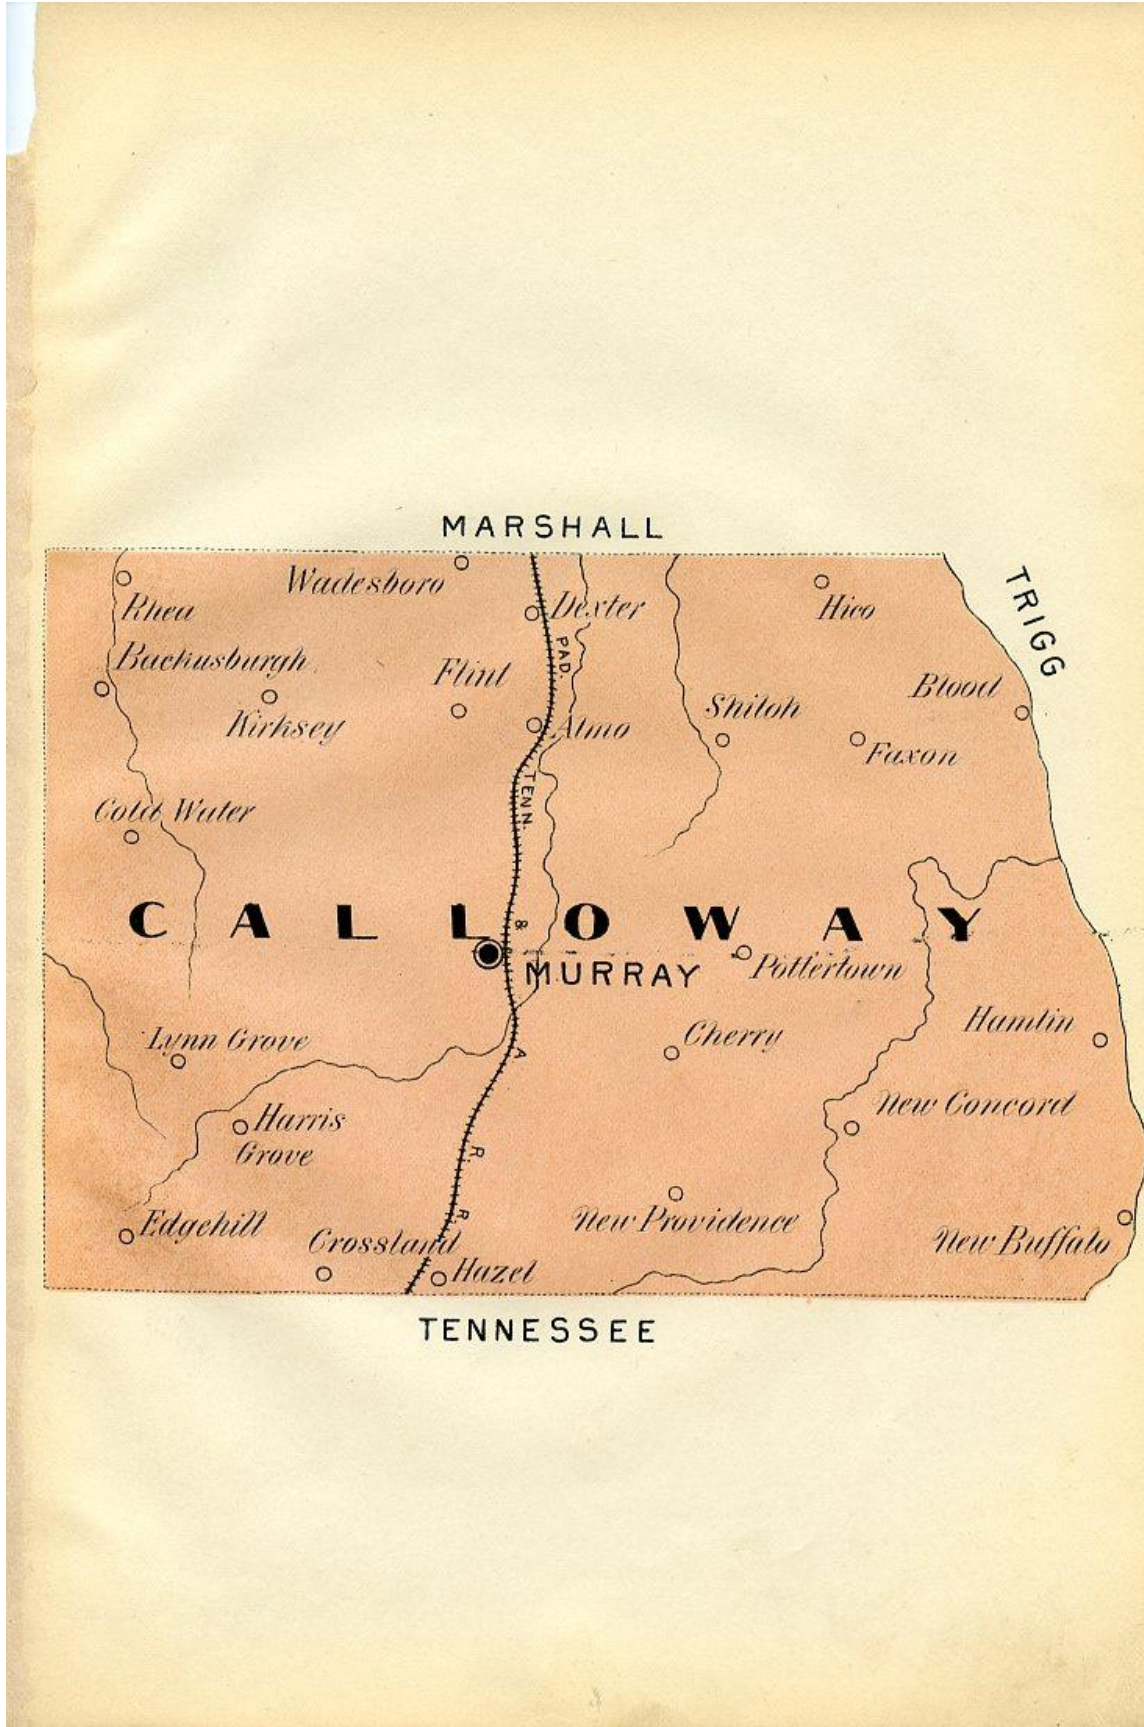 MARSHALL
TRIGG
Wadesboro
Rhea
Dexter
Hico
PAD.
Backusburgh
Flint
Blood
Kirksey
Shiloh
Almo
Faxon
TENN.
Cold Water
CALLOWAY
&
MURRAY
Pottertown
Hamlin
Lynn Grove
Cherry
A
New Concord
Harris
Grove
R.
R.
Edgehill
New Providence
Crossland
New Buffalo
Hazel
TENNESSEE